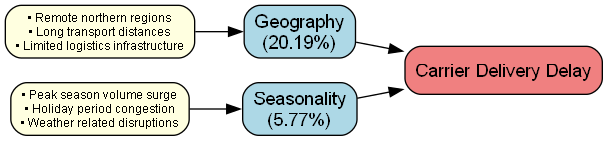 • Remote northern regions
• Long transport distances
• Limited logistics infrastructure
Geography
(20.19%)
• Peak season volume surge
• Holiday period congestion
• Weather related disruptions
Seasonality
(5.77%)
Carrier Delivery Delay